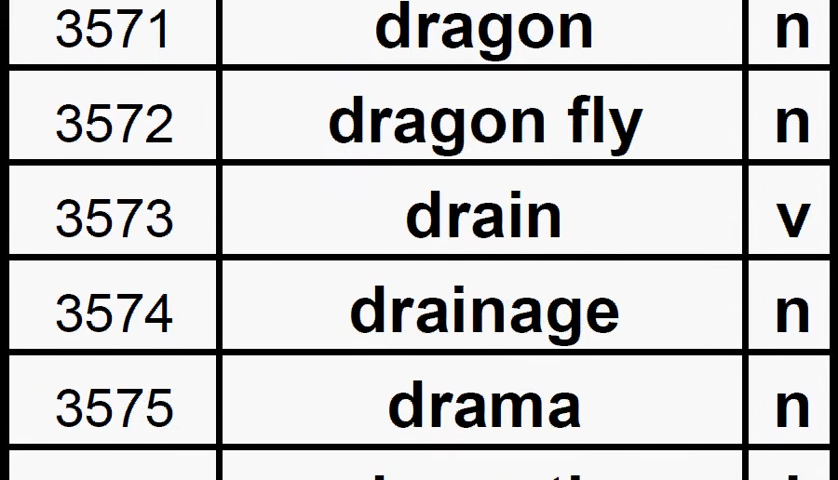 3571 dragon n
3572 dragon fly n
3573 drain v
3574 drainage n
3575 drama n